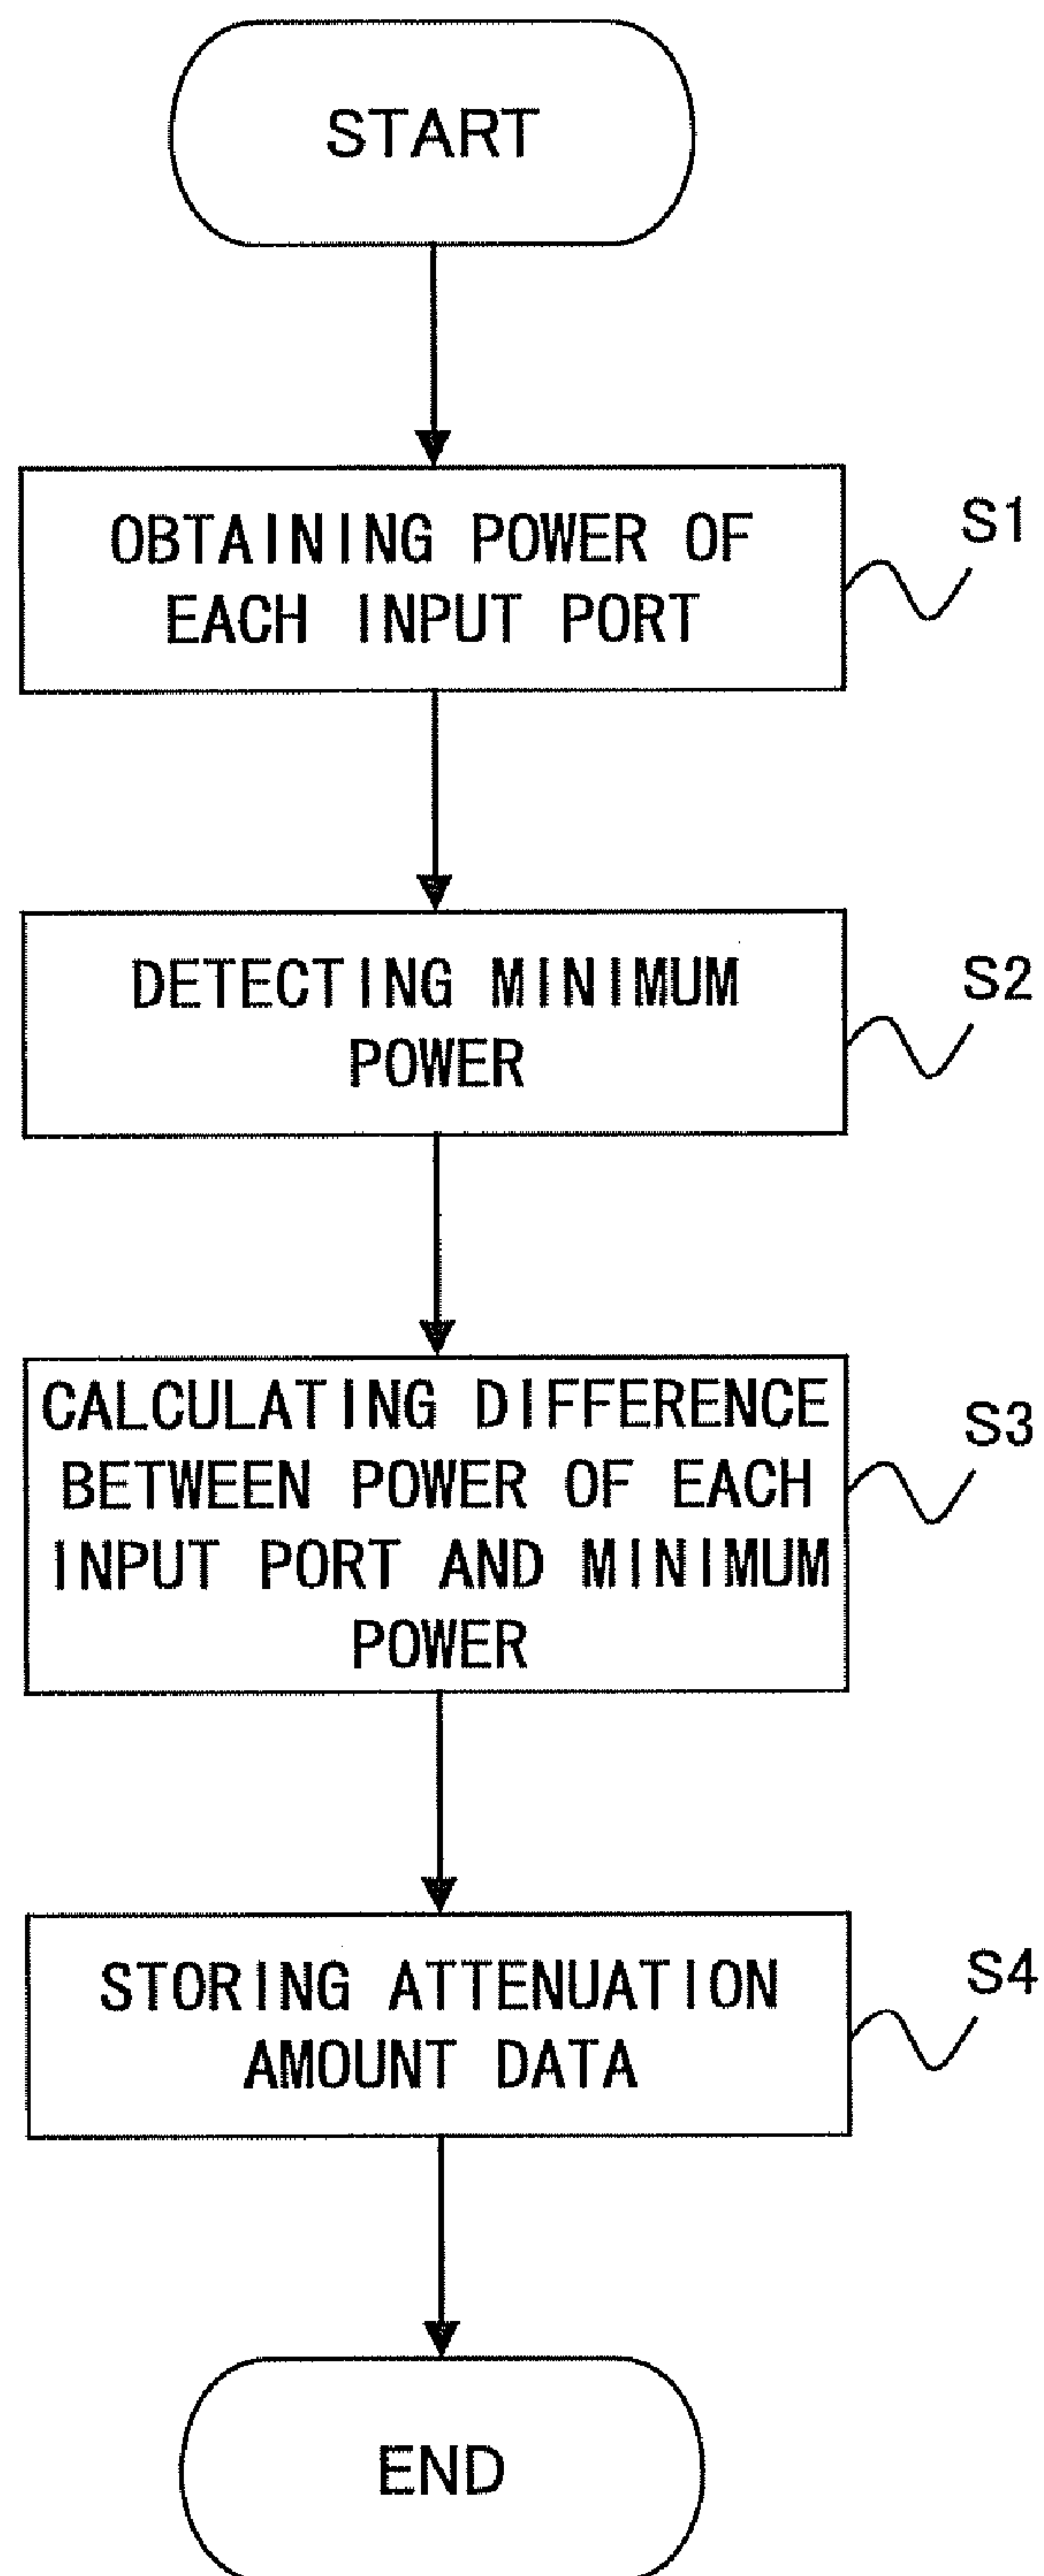 START
OBTAINING POWER OF
EACH INPUT PORT
S1
DETECTING MINIMUM
POWER
S2
CALCULATING DIFFERENCE
BETWEEN POWER OF EACH
INPUT PORT AND MINIMUM
POWER
S3
STORING ATTENUATION
AMOUNT DATA
S4
END